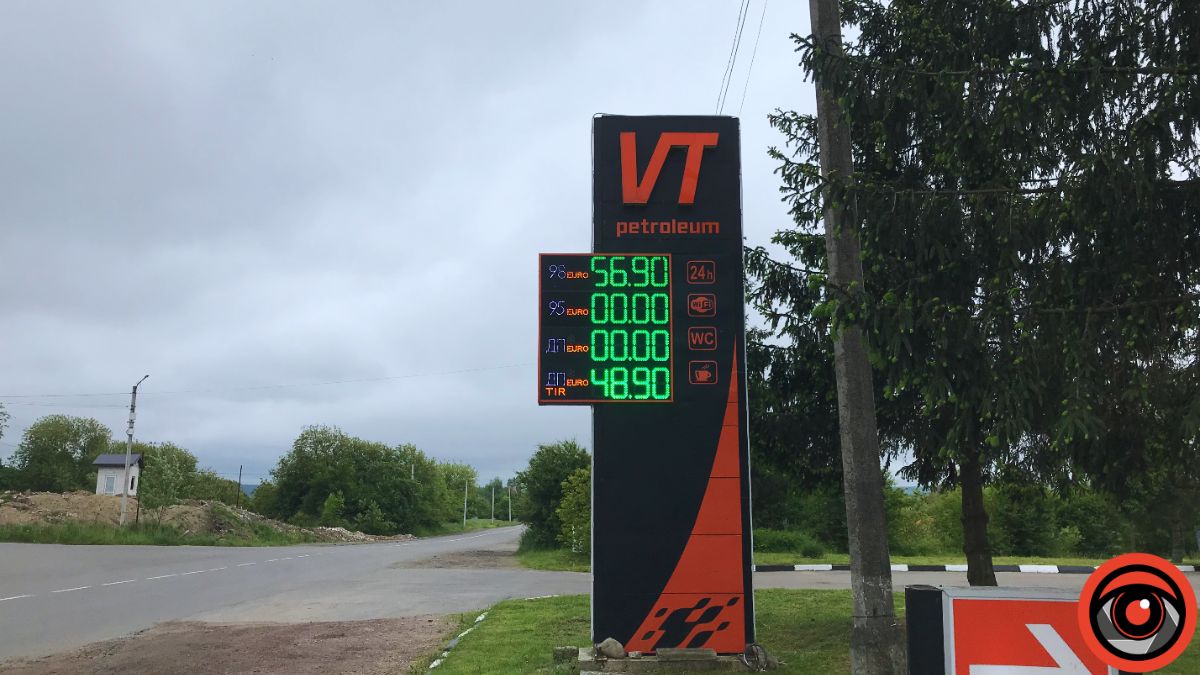 VT
petroleum
98 EURO 56.90
95 EURO 00.00
ДП EURO 00.00
ДП EURO 48.90
TIR
24h
WiFi
WC